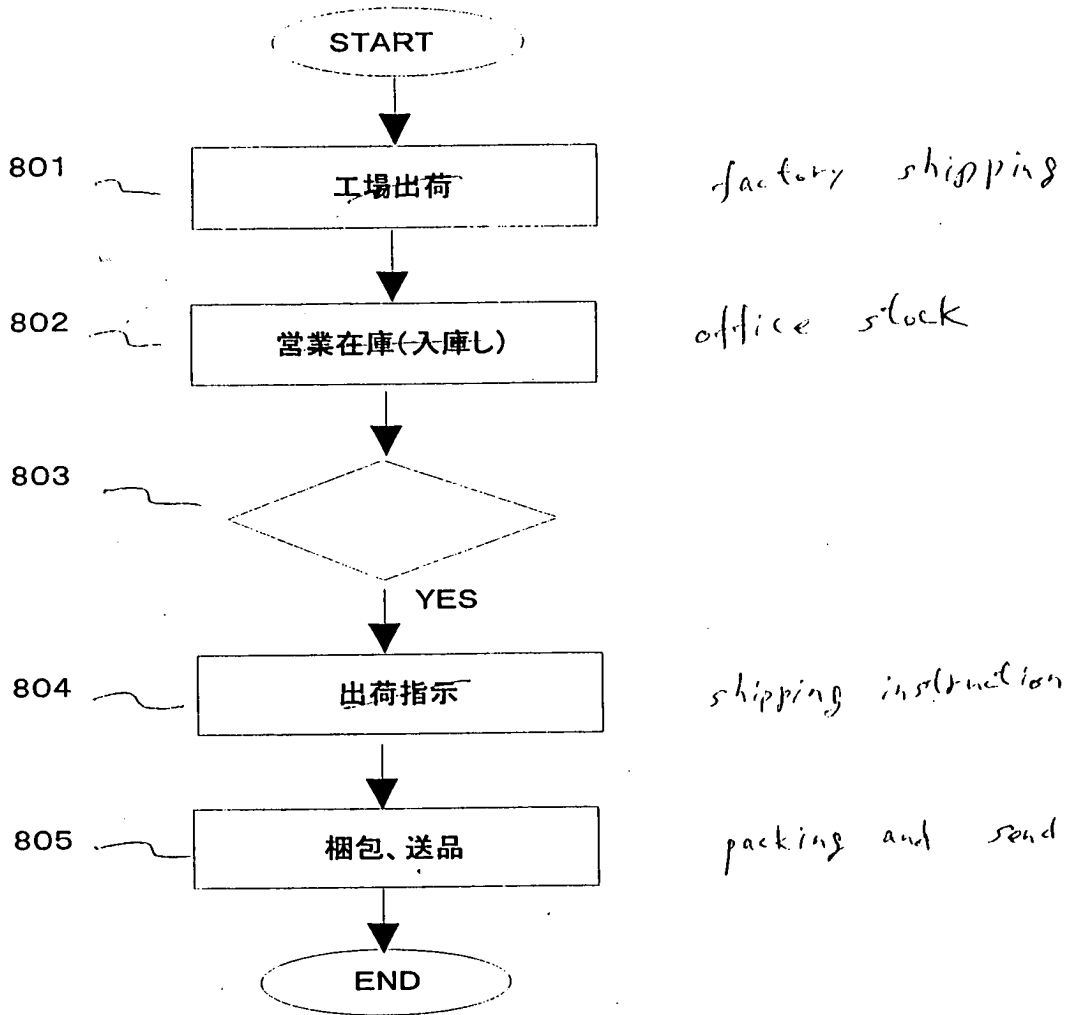 START
801 工場出荷 factory shipping
802 営業在庫(入庫し) office stock
803
YES
804 出荷指示 shipping instruction
805 梱包、送品 packing and send
END